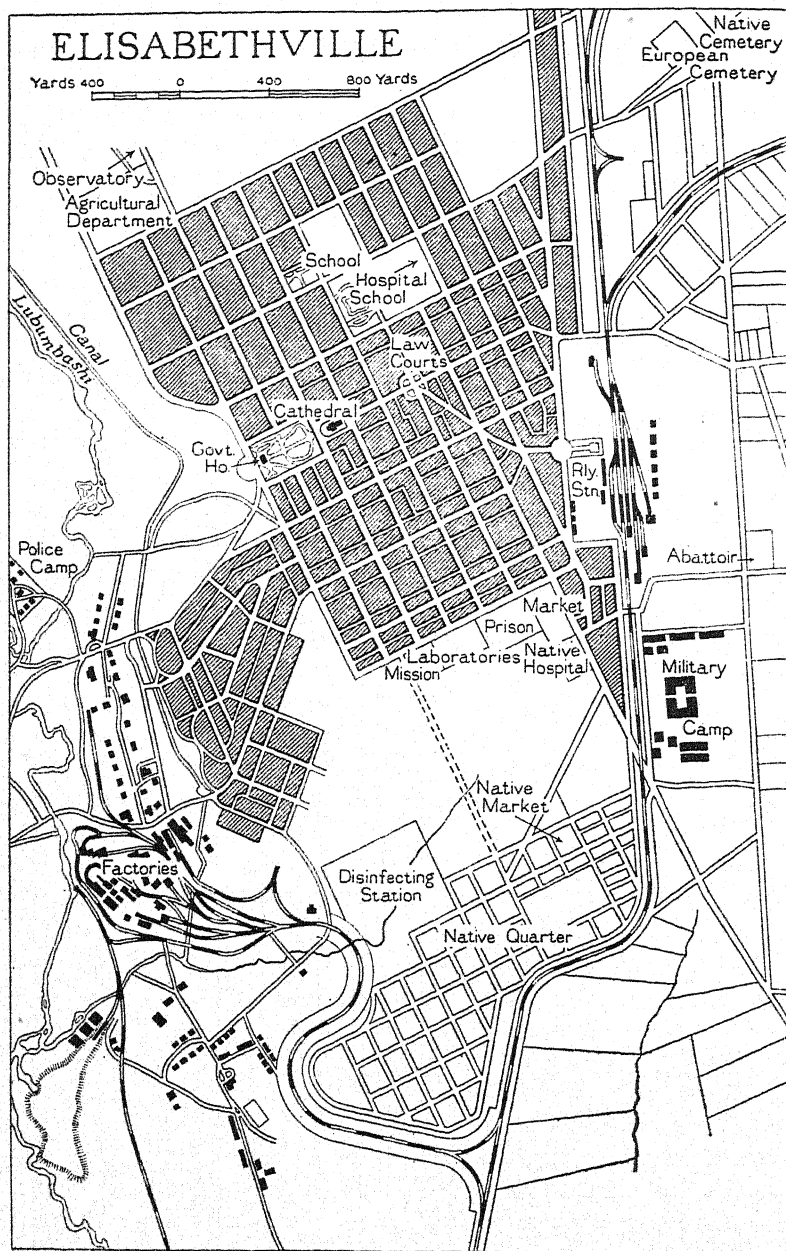 ELISABETHVILLE
Yards 400 0 400 800 Yards
Native
Cemetery
European
Cemetery
Observatory
Agricultural
Department
School
Hospital
School
Canal
Lubumbashi
Law
Courts
Cathedral
Govt.
Ho.
Rly.
Stn.
Police
Camp
Abattoir
Market
Prison
Laboratories
Native
Hospital
Mission
Military
Camp
Native
Market
Factories
Disinfecting
Station
Native Quarter